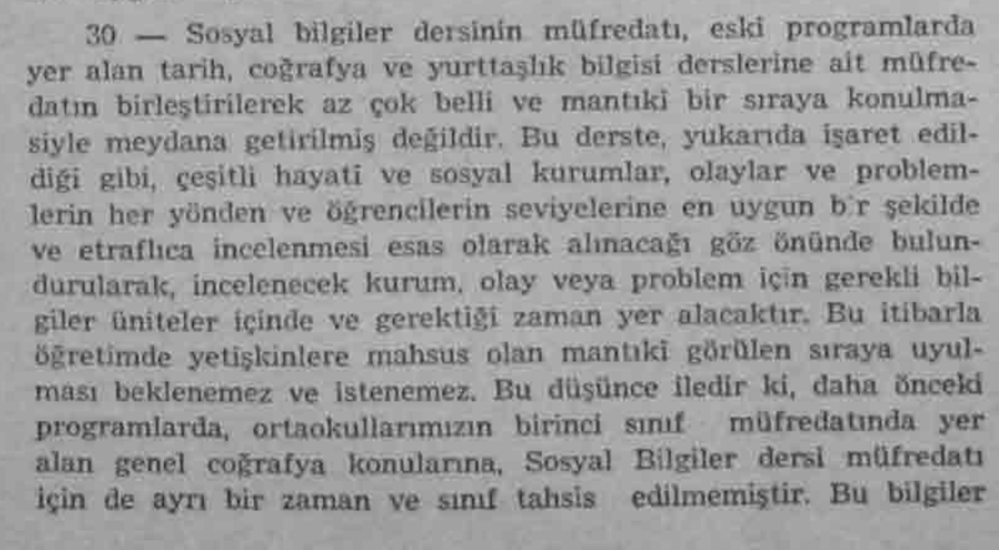 30 — Sosyal bilgiler dersinin müfredatı, eski programlarda
yer alan tarih, coğrafya ve yurttaşlık bilgisi derslerine ait müfre-
datın birleştirilerek az çok belli ve mantıkî bir sıraya konulma-
siyle meydana getirilmiş değildir. Bu derste, yukarıda işaret edil-
diği gibi, çeşitli hayatî ve sosyal kurumlar, olaylar ve problem-
lerin her yönden ve öğrencilerin seviyelerine en uygun bir şekilde
ve etraflıca incelenmesi esas olarak alınacağı göz önünde bulun-
durularak, incelenecek kurum, olay veya problem için gerekli bil-
giler üniteler içinde ve gerektiği zaman yer alacaktır. Bu itibarla
öğretimde yetişkinlere mahsus olan mantıkî görülen sıraya uyul-
ması beklenemez ve istenemez. Bu düşünce iledir ki, daha önceki
programlarda, ortaokullarımızın birinci sınıf müfredatında yer
alan genel coğrafya konularına, Sosyal Bilgiler dersi müfredatı
için de ayrı bir zaman ve sınıf tahsis edilmemiştir. Bu bilgiler